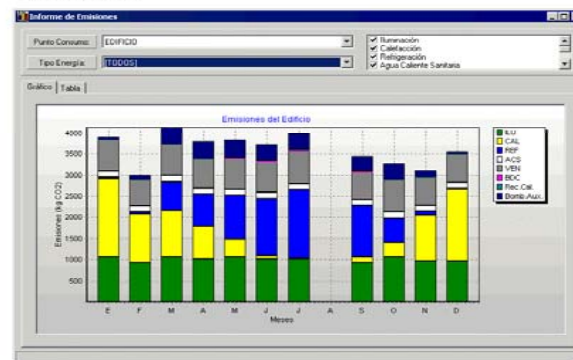 Informe de Emisiones
Punto Consumo: EDIFICIO
Tipo Energía: [TODOS]
Iluminación
Calefacción
Refrigeración
Agua Caliente Sanitaria
Gráfico Tabla
Emisiones del Edificio
Emisiones (kg CO2)
4000
3500
3000
2500
2000
1500
1000
500
E F M A M J J A S O N D
Meses
ILU
CAL
REF
ACS
VEN
BDC
Rec.Cal.
Bomb.Aux.